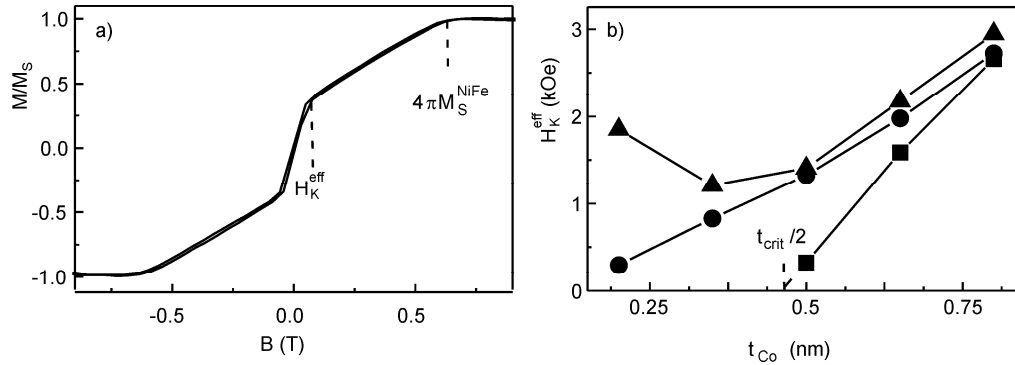 a)
M/M_S
1.0
0.5
0.0
-0.5
-1.0
4πM_S^NiFe
H_K^eff
-0.5 0.0 0.5
B (T)
b)
H_K^eff (kOe)
3
2
1
0
t_crit/2
0.25 0.5 0.75
t_Co (nm)